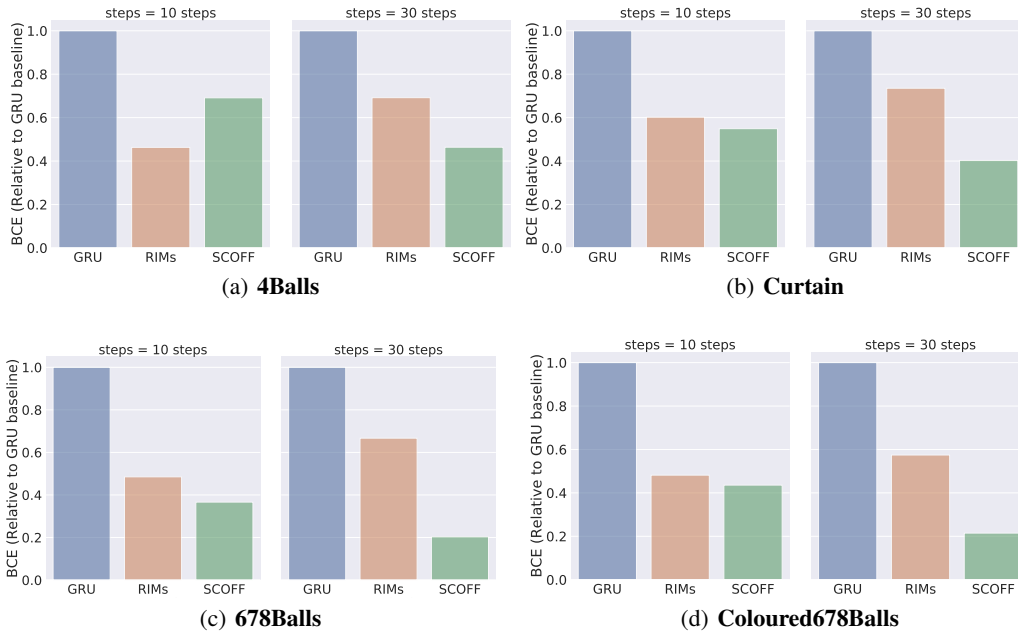 steps = 10 steps
steps = 30 steps
BCE (Relative to GRU baseline)
1.0
0.8
0.6
0.4
0.2
0.0
GRU RIMs SCOFF
GRU RIMs SCOFF
(a) 4Balls
steps = 10 steps
steps = 30 steps
BCE (Relative to GRU baseline)
1.0
0.8
0.6
0.4
0.2
0.0
GRU RIMs SCOFF
GRU RIMs SCOFF
(b) Curtain
steps = 10 steps
steps = 30 steps
BCE (Relative to GRU baseline)
1.0
0.8
0.6
0.4
0.2
0.0
GRU RIMs SCOFF
GRU RIMs SCOFF
(c) 678Balls
steps = 10 steps
steps = 30 steps
BCE (Relative to GRU baseline)
1.0
0.8
0.6
0.4
0.2
0.0
GRU RIMs SCOFF
GRU RIMs SCOFF
(d) Coloured678Balls